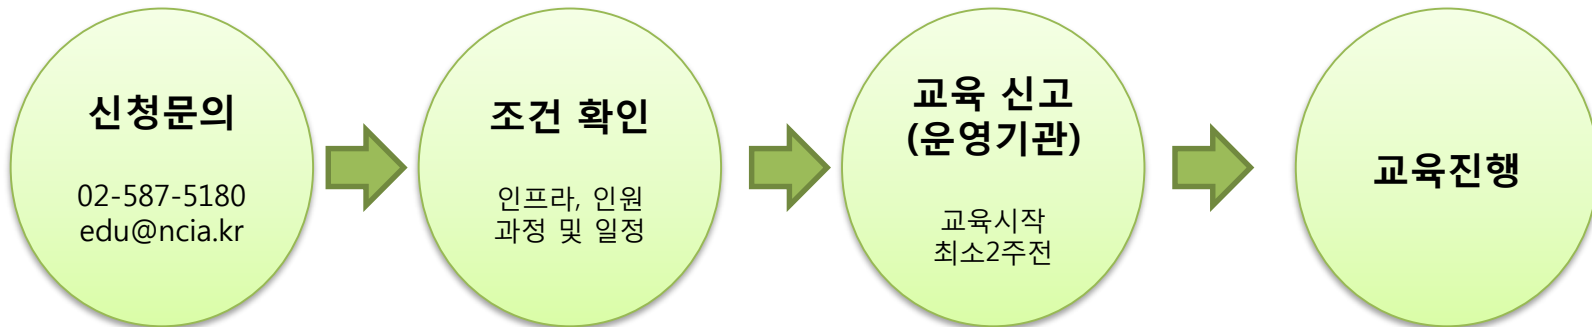 신청문의
02-587-5180
edu@ncia.kr
조건 확인
인프라, 인원
과정 및 일정
교육 신고
(운영기관)
교육시작
최소2주전
교육진행